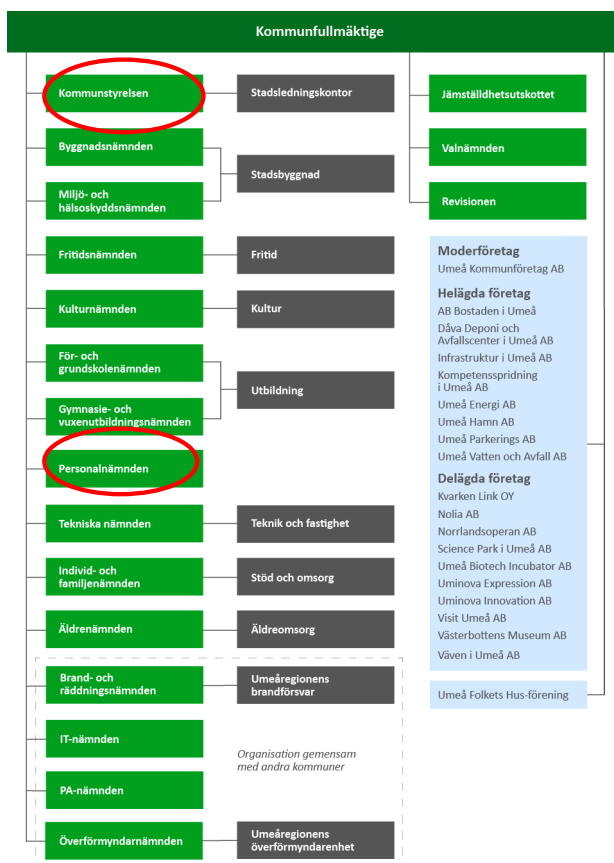 Kommunfullmäktige
Kommunstyrelsen
Stadsledningskontor
Byggnadsnämnden
Miljö- och
hälsoskyddsnämnden
Stadsbyggnad
Fritidsnämnden
Fritid
Kulturnämnden
Kultur
För- och
grundskolenämnden
Gymnasie- och
vuxenutbildningsnämnden
Utbildning
Personalnämnden
Tekniska nämnden
Teknik och fastighet
Individ- och
familjenämnden
Stöd och omsorg
Äldrenämnden
Äldreomsorg
Brand- och
räddningsnämnden
Umeåregionens
brandförsvar
IT-nämnden
Organisation gemensam
med andra kommuner
PA-nämnden
Överförmyndarnämnden
Umeåregionens
överförmyndarenhet
Jämställdhetsutskottet
Valnämnden
Revisionen
Moderföretag
Umeå Kommunföretag AB
Helägda företag
AB Bostaden i Umeå
Dåva Deponi och
Avfallscenter i Umeå AB
Infrastruktur i Umeå AB
Kompetensspridning
i Umeå AB
Umeå Energi AB
Umeå Hamn AB
Umeå Parkerings AB
Umeå Vatten och Avfall AB
Delägda företag
Kvarken Link OY
Nolia AB
Norrlandsoperan AB
Science Park i Umeå AB
Umeå Biotech Incubator AB
Uminova Expression AB
Uminova Innovation AB
Visit Umeå AB
Västerbottens Museum AB
Väven i Umeå AB
Umeå Folkets Hus-förening